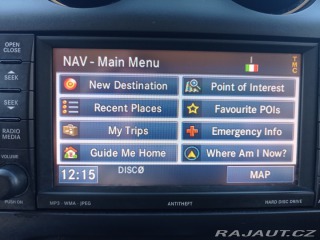 OPEN
CLOSE
NAV - Main Menu
TMC
SEEK
New Destination
Point of Interest
Recent Places
Favourite POIs
SEEK
My Trips
Emergency Info
RADIO
MEDIA
Guide Me Home
Where Am I Now?
VOLUME
12:15
DISCØ
MAP
PUSH ON
MP3 - WMA - JPEG
ANTITHEFT
HARD DISC DRIVE
RAJAUT.CZ